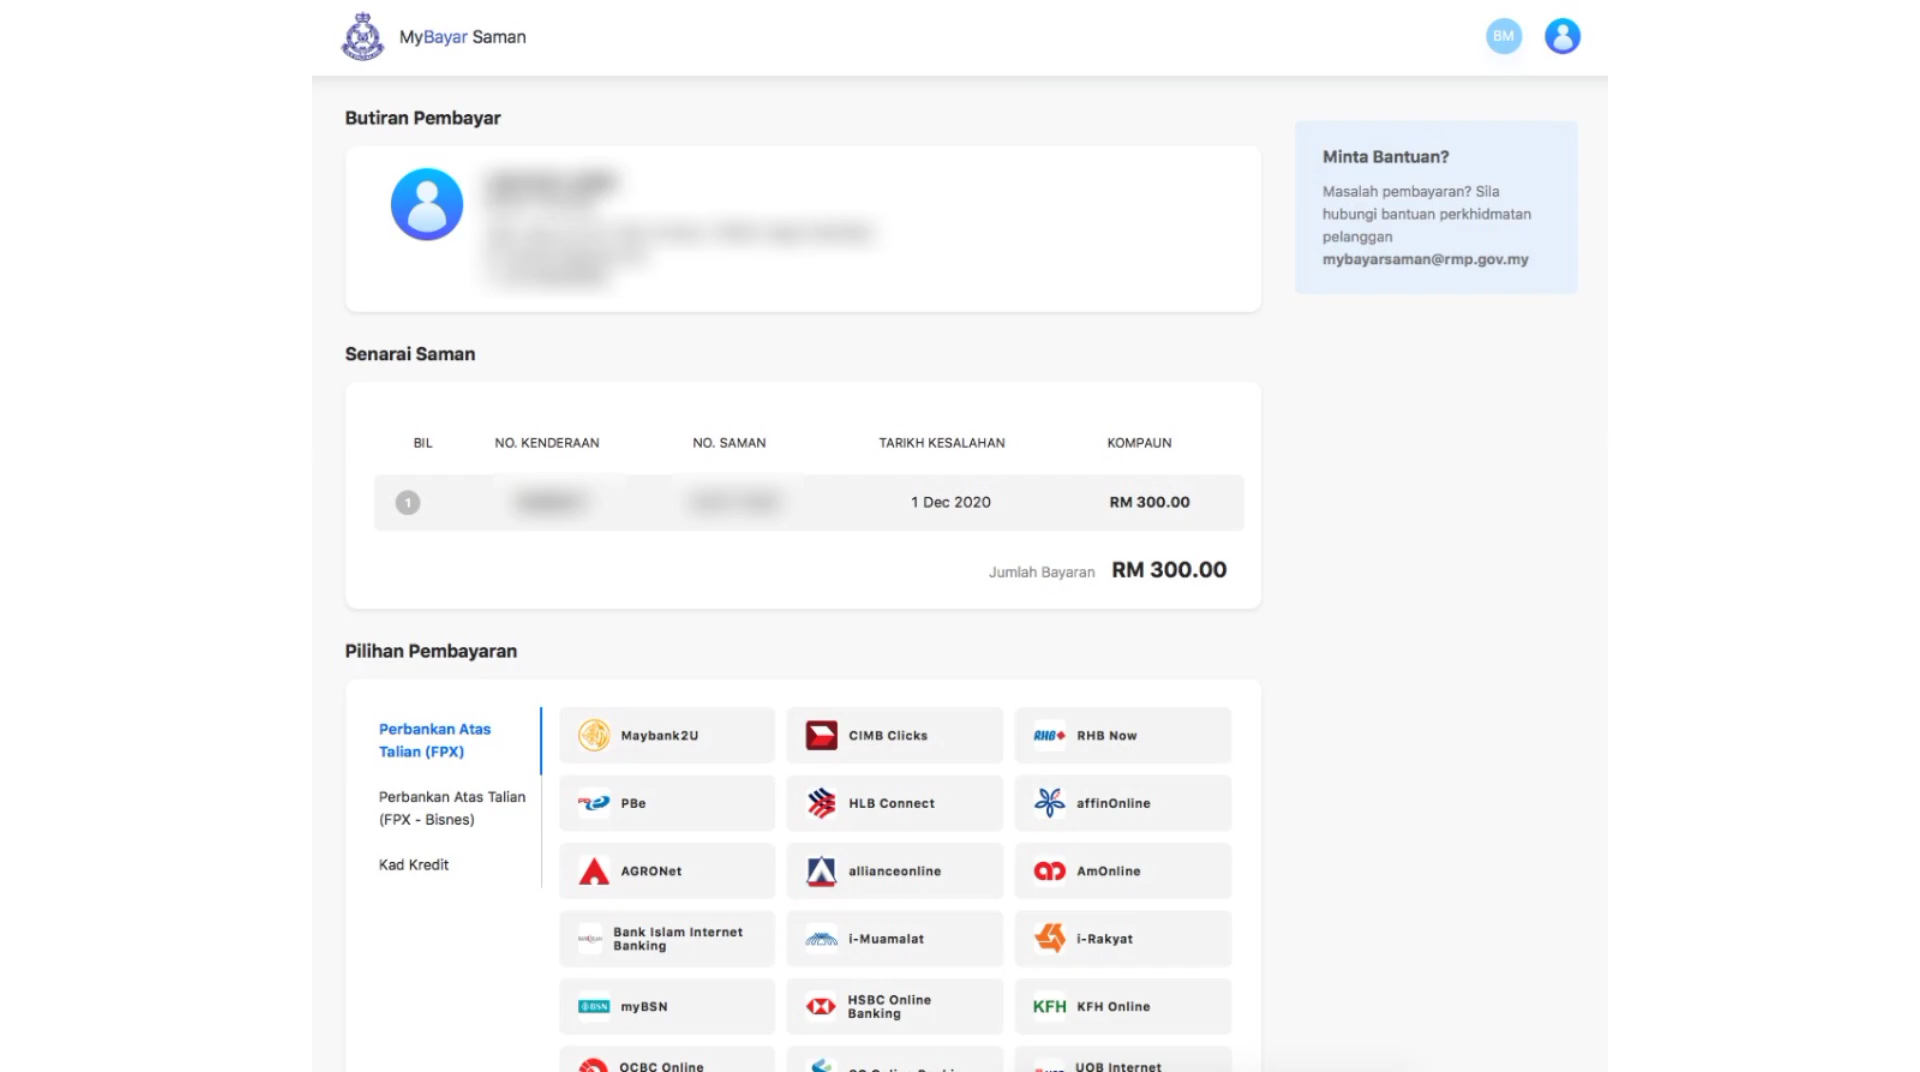 MyBayar Saman
BM
Butiran Pembayar
Minta Bantuan?
Masalah pembayaran? Sila
hubungi bantuan perkhidmatan
pelanggan
mybayarsaman@rmp.gov.my
Senarai Saman
BIL NO. KENDERAAN NO. SAMAN TARIKH KESALAHAN KOMPAUN
1 1 Dec 2020 RM 300.00
Jumlah Bayaran RM 300.00
Pilihan Pembayaran
Perbankan Atas
Talian (FPX)
Perbankan Atas Talian
(FPX - Bisnes)
Kad Kredit
Maybank2U
CIMB Clicks
RHB RHB Now
PBe
HLB Connect
affinOnline
AGRONet
allianceonline
AmOnline
Bank Islam Internet
Banking
i-Muamalat
i-Rakyat
BSN myBSN
HSBC Online
Banking
KFH KFH Online
OCBC Online
UOB Internet